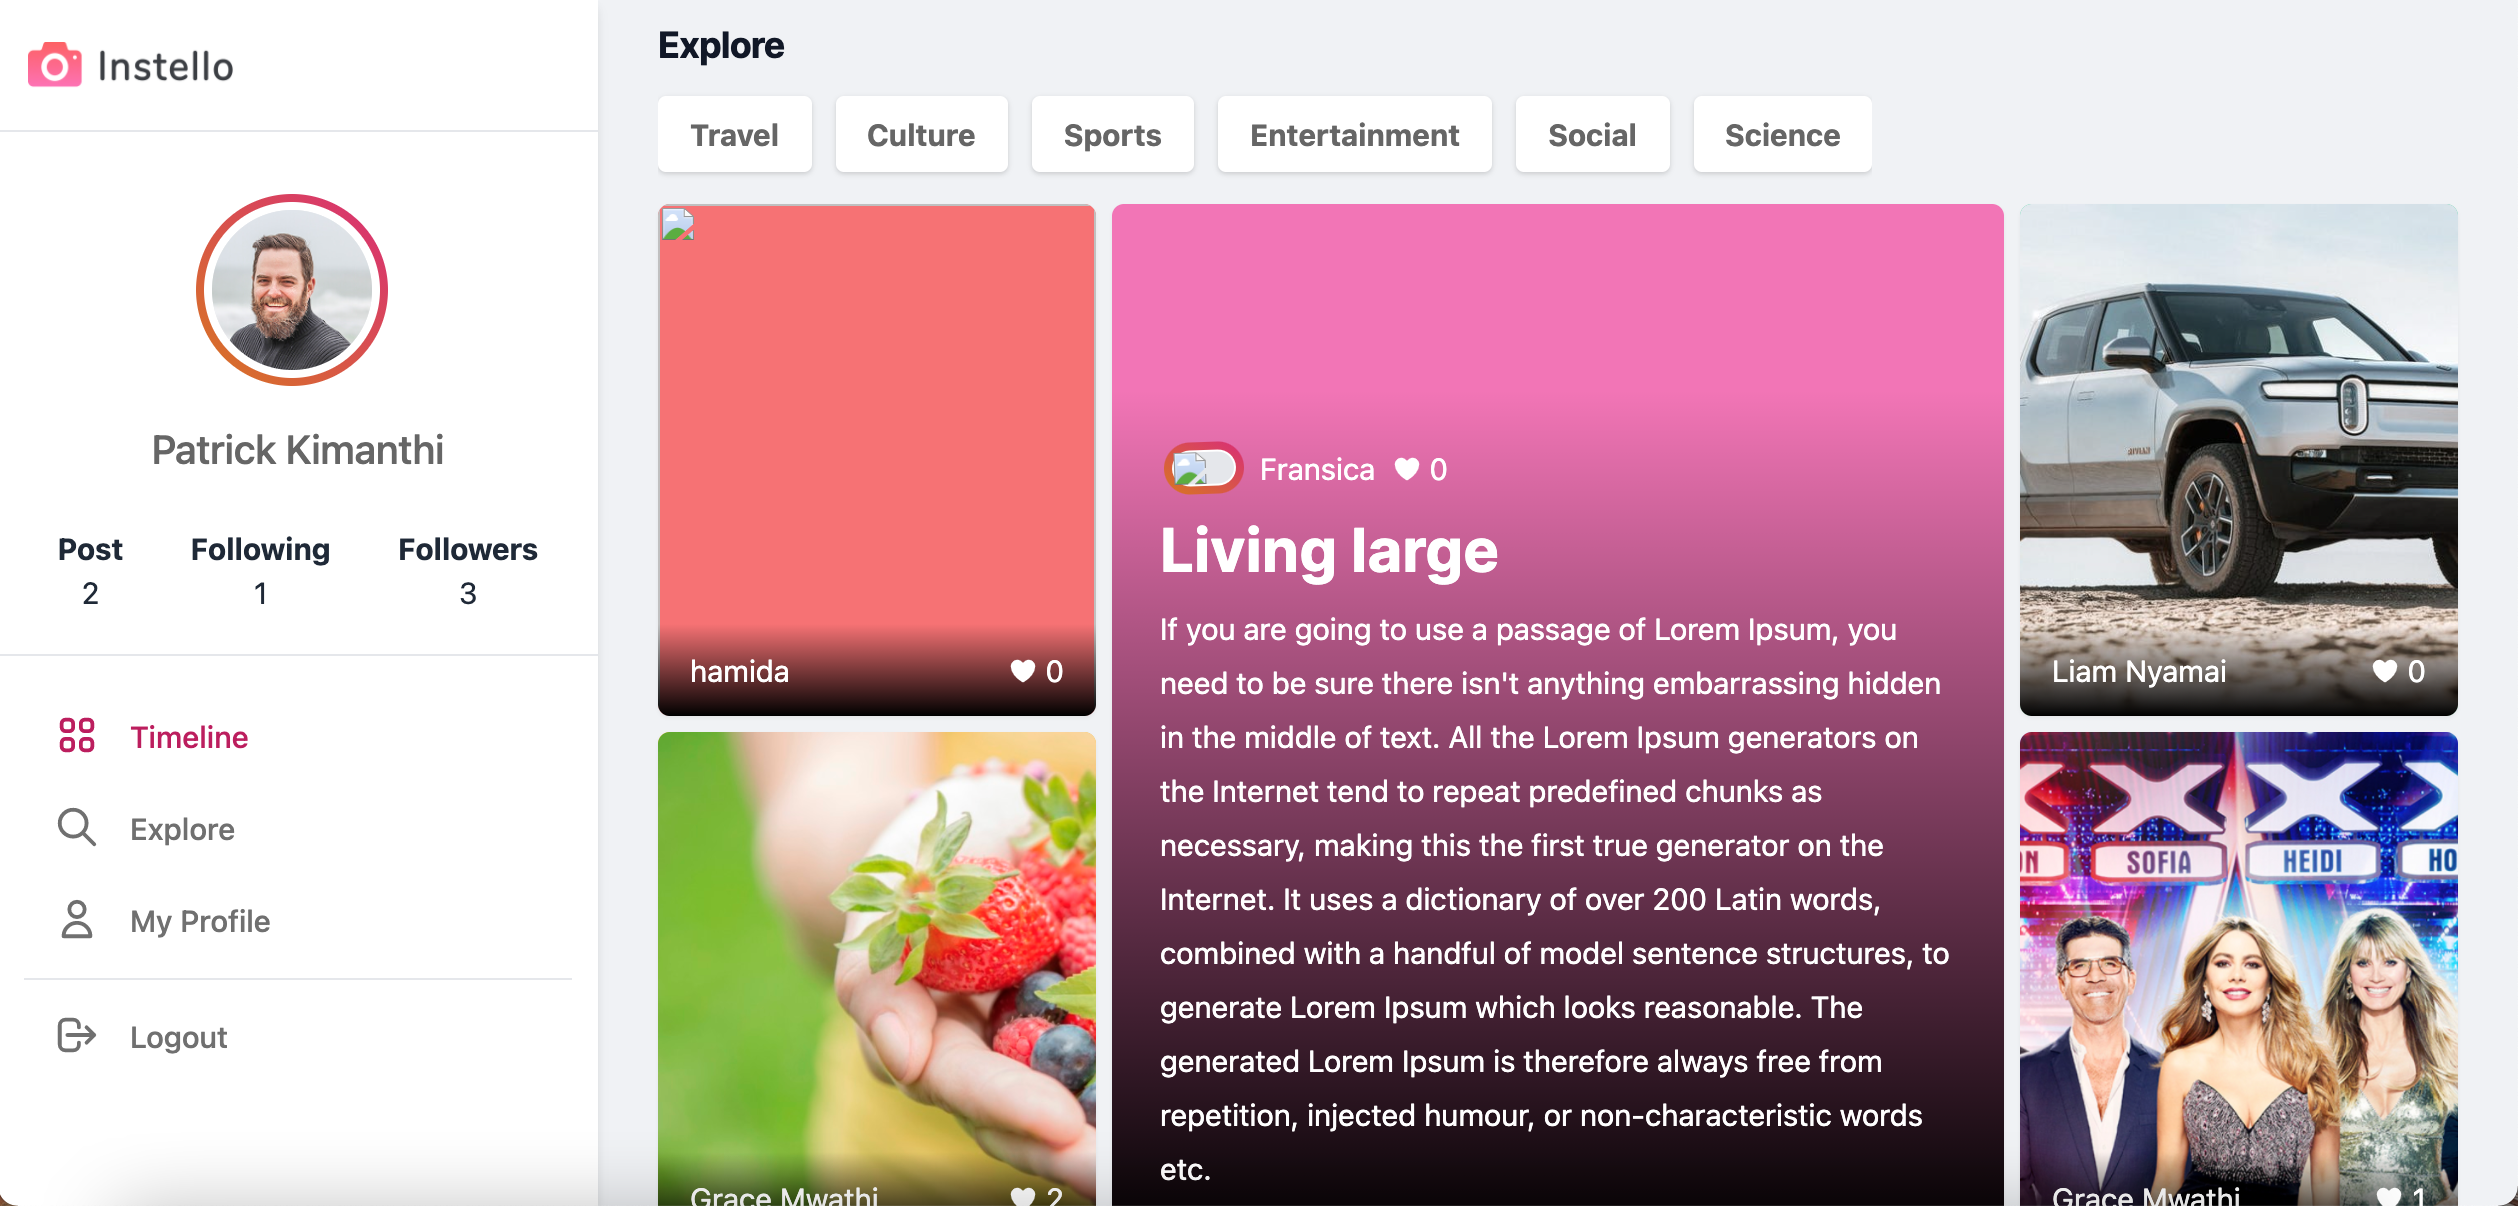 Instello
Patrick Kimanthi
Post Following Followers
2 1 3
Timeline
Explore
My Profile
Logout
Explore
Travel Culture Sports Entertainment Social Science
hamida 0
Grace Mwathi 2
Fransica 0
Living large
If you are going to use a passage of Lorem Ipsum, you
need to be sure there isn't anything embarrassing hidden
in the middle of text. All the Lorem Ipsum generators on
the Internet tend to repeat predefined chunks as
necessary, making this the first true generator on the
Internet. It uses a dictionary of over 200 Latin words,
combined with a handful of model sentence structures, to
generate Lorem Ipsum which looks reasonable. The
generated Lorem Ipsum is therefore always free from
repetition, injected humour, or non-characteristic words
etc.
RIVIAN
Liam Nyamai 0
XXX
ON SOFIA HEIDI HO
Grace Mwathi 1